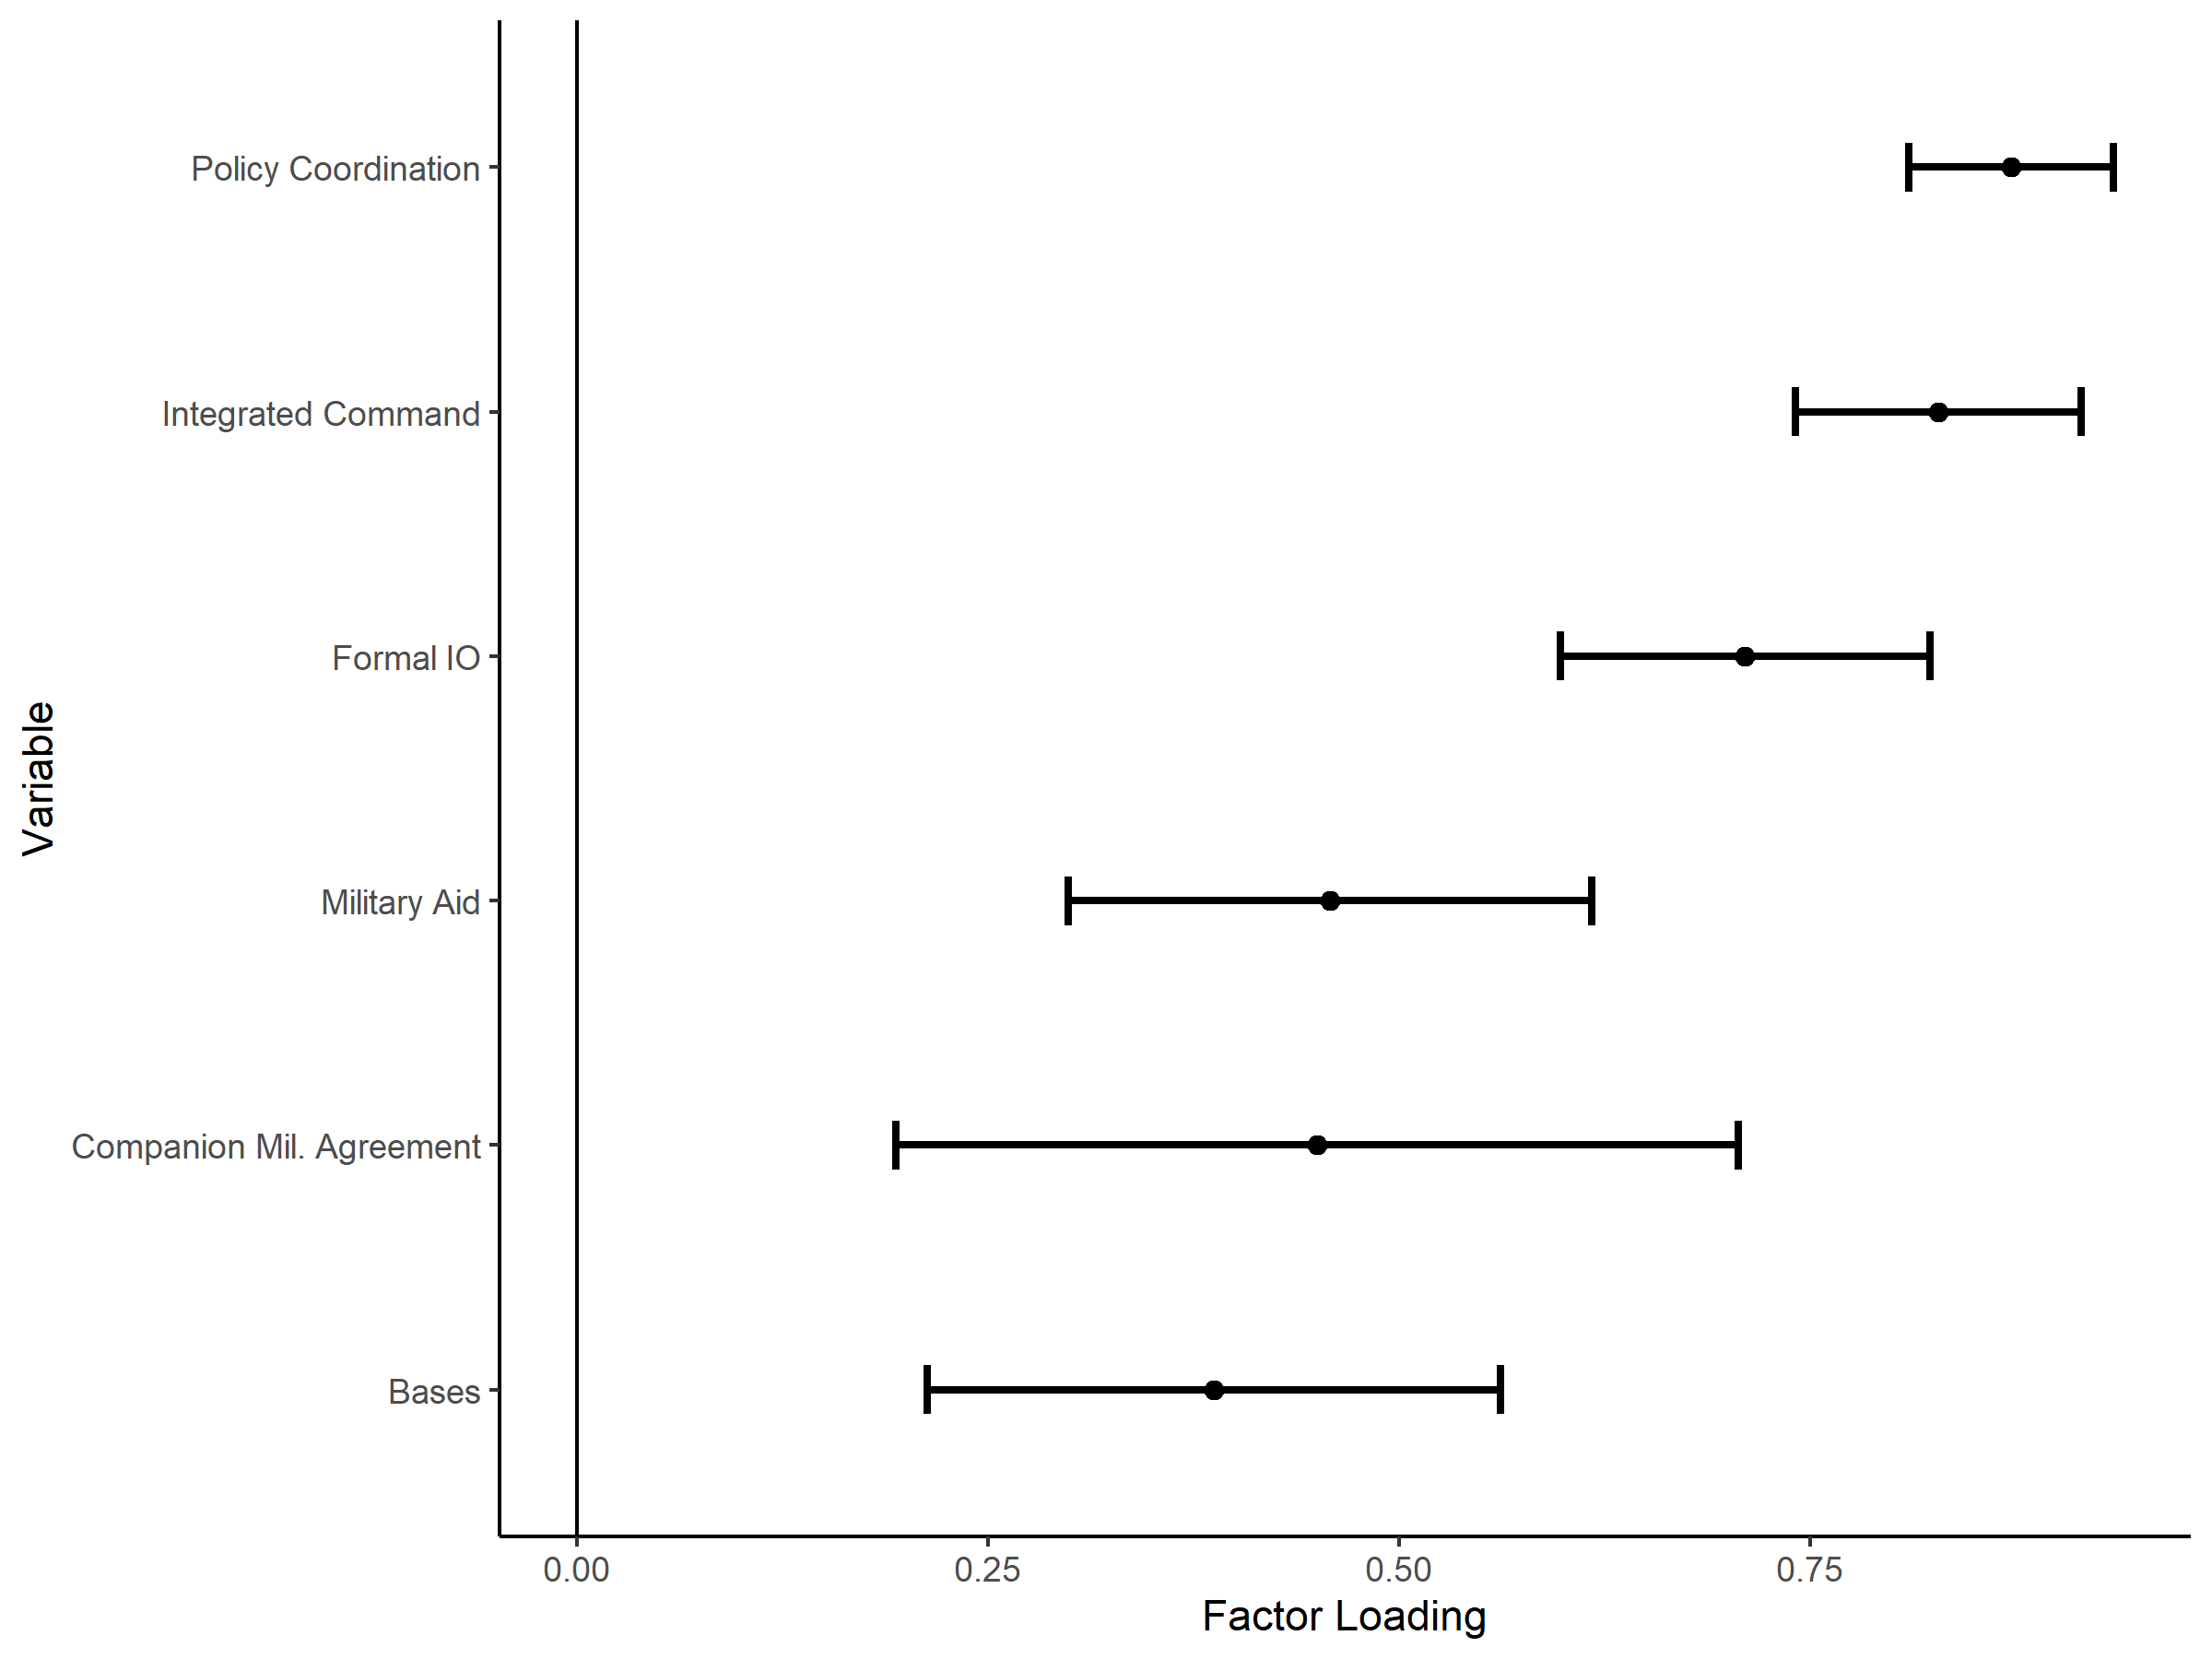 Policy Coordination
Integrated Command
Formal IO
Military Aid
Companion Mil. Agreement
Bases
Variable
0.00 0.25 0.50 0.75
Factor Loading